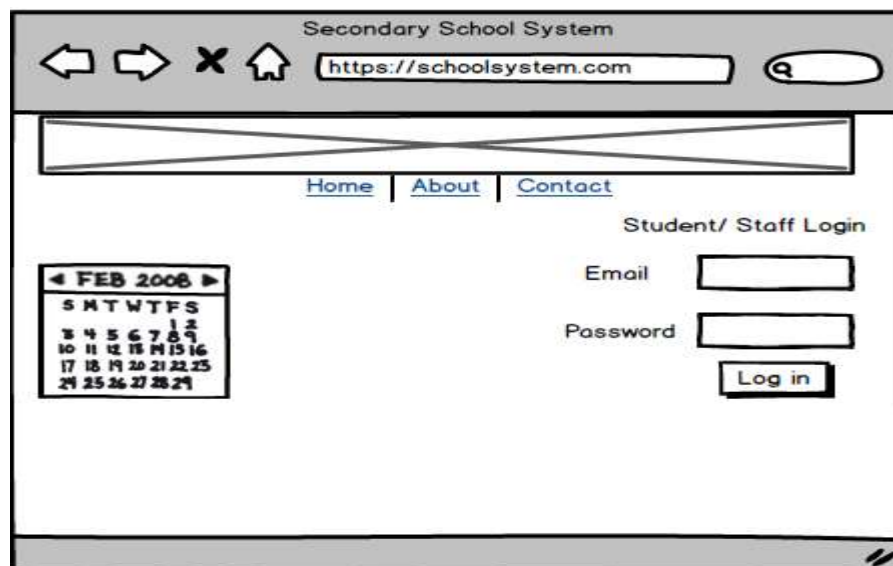 Secondary School System
https://schoolsystem.com
Home | About | Contact
Student/ Staff Login
Email
Password
Log in
FEB 2008
S M T W T F S
1 2
3 4 5 6 7 8 9
10 11 12 13 14 15 16
17 18 19 20 21 22 23
24 25 26 27 28 29